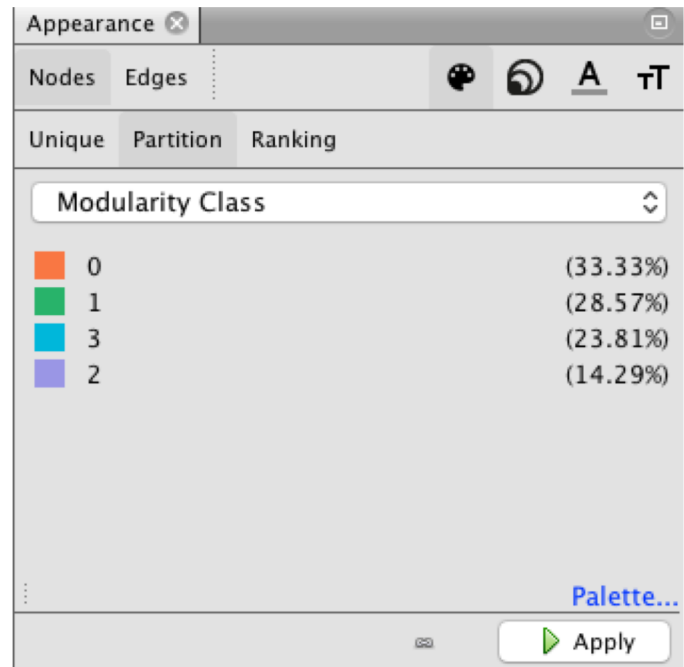 Appearance
Nodes Edges A TT
Unique Partition Ranking
Modularity Class
0 (33.33%)
1 (28.57%)
3 (23.81%)
2 (14.29%)
Palette...
Apply